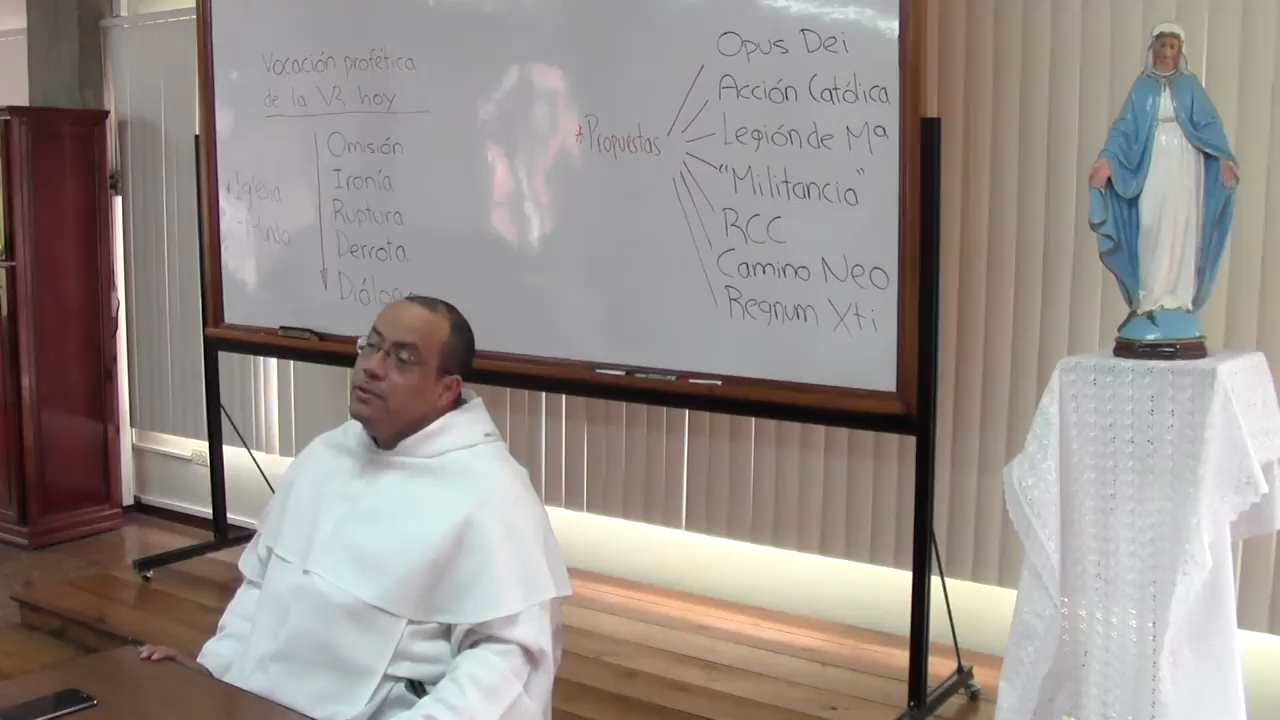 Vocación profética
de la VR hoy
Omisión
Ironía
Ruptura
Derrota
Diálogo
* Iglesia
- Mundo
* Propuestas
Opus Dei
Acción Católica
Legión de Mª
"Militancia"
RCC
Camino Neo
Regnum Xti